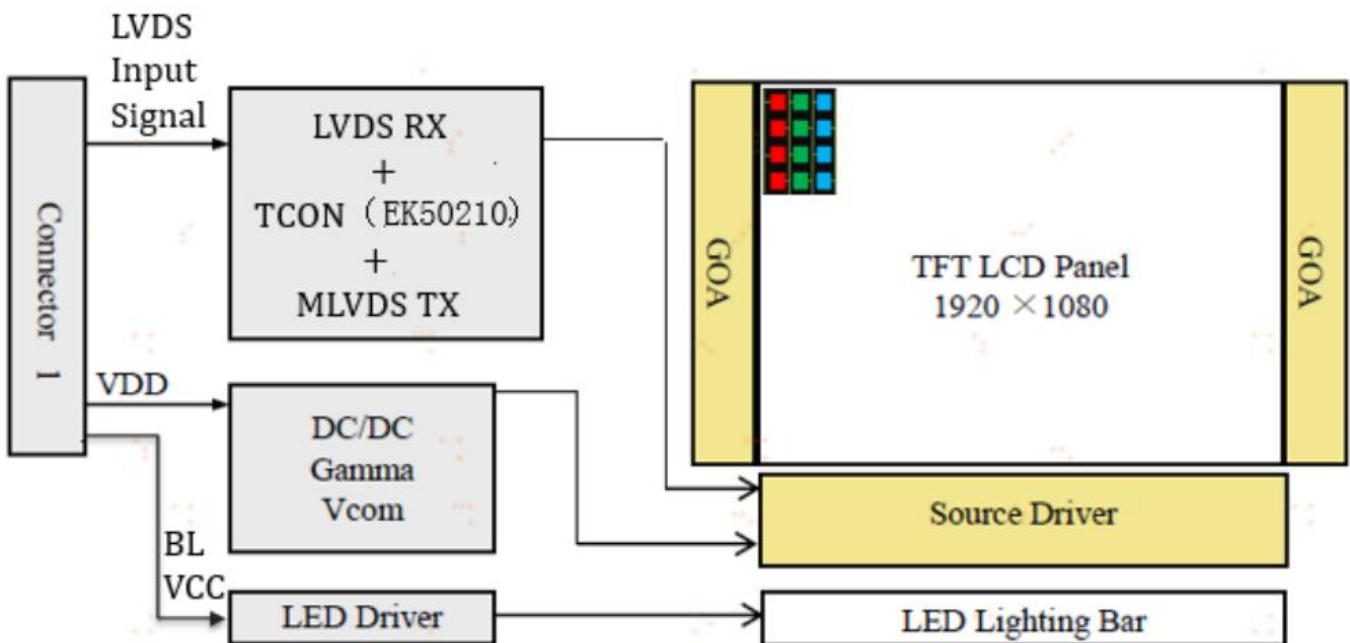 LVDS
Input
Signal
Connector 1
LVDS RX
+
TCON（EK50210）
+
MLVDS TX
VDD
DC/DC
Gamma
Vcom
BL
VCC
LED Driver
GOA
TFT LCD Panel
1920 ×1080
GOA
Source Driver
LED Lighting Bar